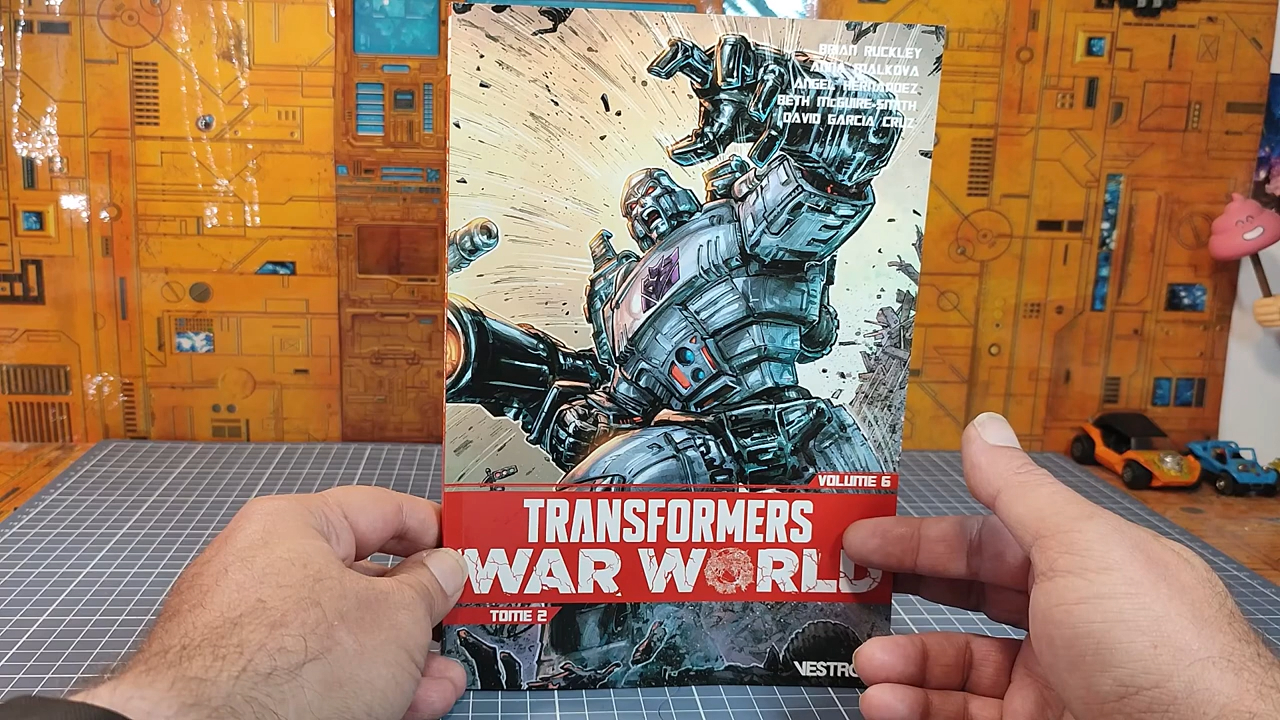 BRIAN RUCKLEY
ANNA MALKOVA
ANGEL HERNANDEZ
BETH McGUIRE-SMITH
DAVID GARCIA CRUZ
VOLUME 6
TRANSFORMERS
WAR WORLD
TOME 2